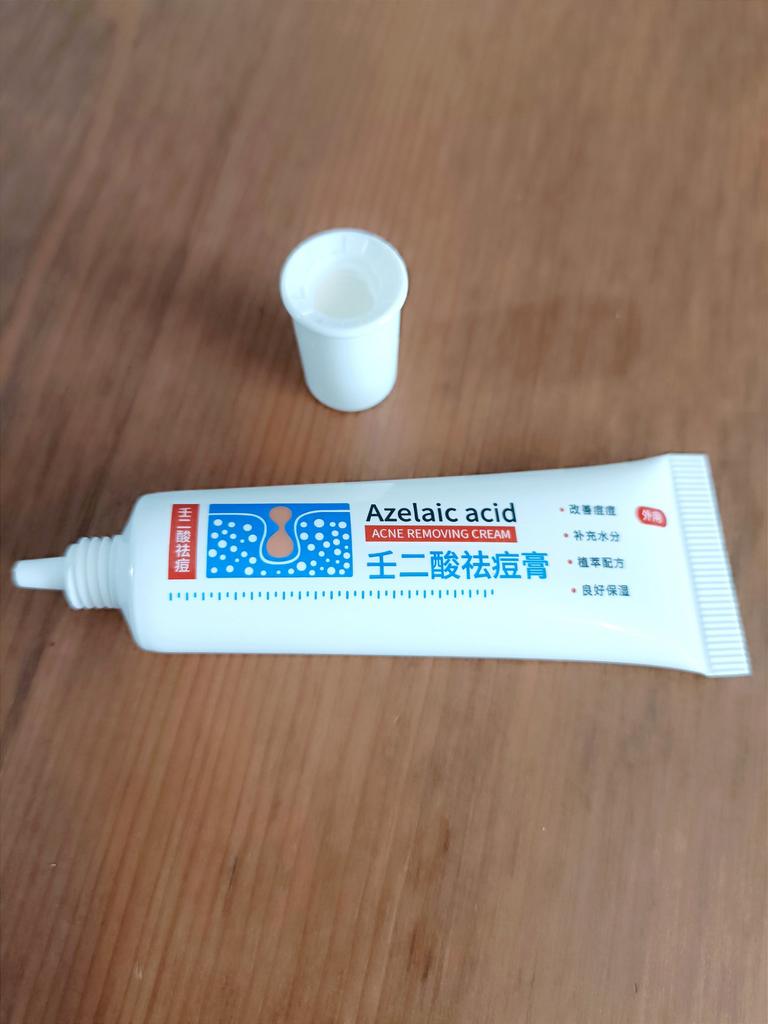 壬二酸祛痘
Azelaic acid
ACNE REMOVING CREAM
壬二酸祛痘膏
改善痘痘
补充水分
植萃配方
良好保湿
外用